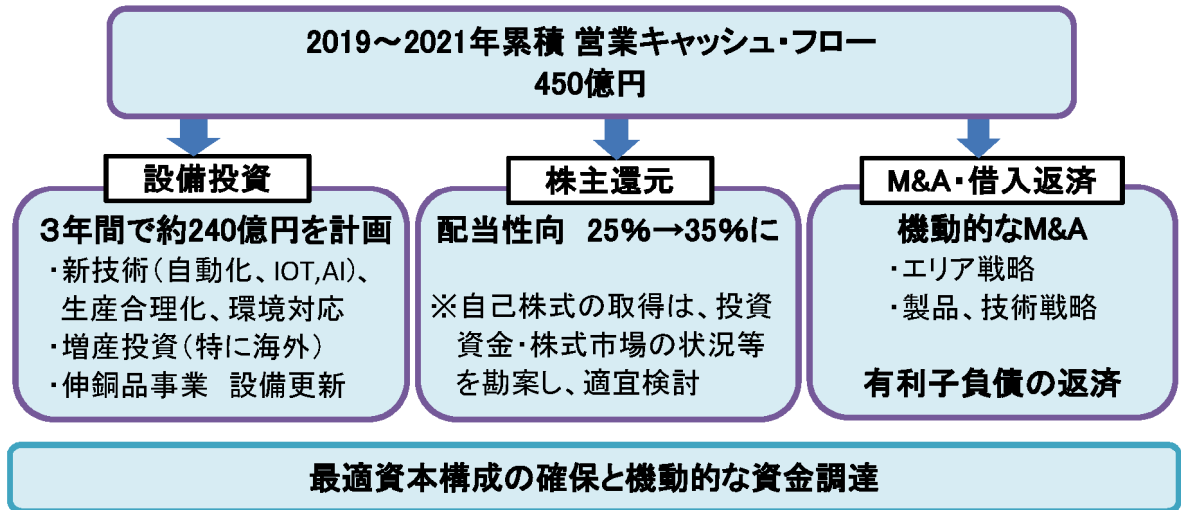 2019～2021年累積 営業キャッシュ・フロー
450億円
設備投資
３年間で約240億円を計画
・新技術（自動化、IOT,AI）、
生産合理化、環境対応
・増産投資（特に海外）
・伸銅品事業　設備更新
株主還元
配当性向　25%→35%に
※自己株式の取得は、投資
資金・株式市場の状況等
を勘案し、適宜検討
M&A・借入返済
機動的なM&A
・エリア戦略
・製品、技術戦略
有利子負債の返済
最適資本構成の確保と機動的な資金調達